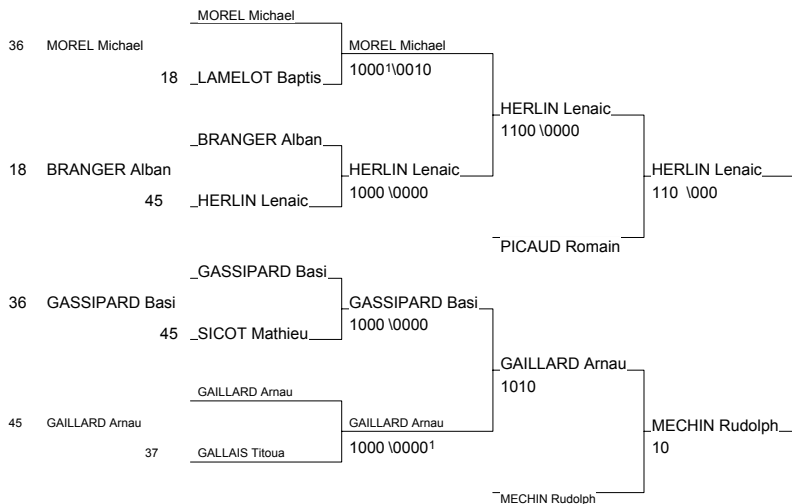 MOREL Michael
36 MOREL Michael MOREL Michael
1000¹\0010
18 LAMELOT Baptis
HERLIN Lenaic
1100 \0000
BRANGER Alban
18 BRANGER Alban HERLIN Lenaic HERLIN Lenaic
1000 \0000 110 \000
45 HERLIN Lenaic
PICAUD Romain
GASSIPARD Basi
36 GASSIPARD Basi GASSIPARD Basi
1000 \0000
45 SICOT Mathieu
GAILLARD Arnau
1010
GAILLARD Arnau
45 GAILLARD Arnau GAILLARD Arnau MECHIN Rudolph
1000 \0000¹ 10
37 GALLAIS Titoua
MECHIN Rudolph